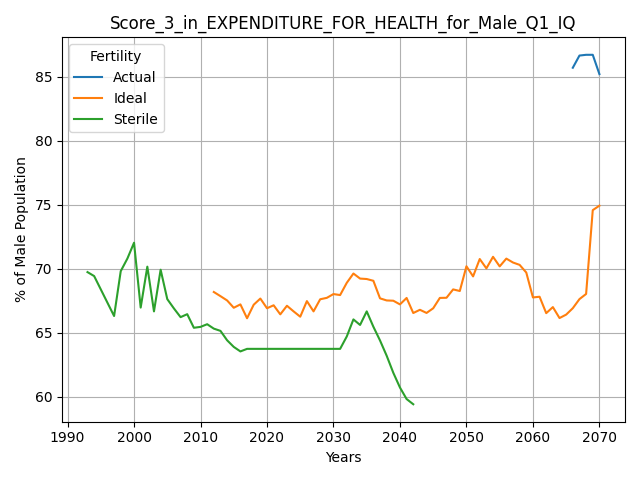 Score_3_in_EXPENDITURE_FOR_HEALTH_for_Male_Q1_IQ
Fertility
Actual
Ideal
Sterile
% of Male Population
85
80
75
70
65
60
1990 2000 2010 2020 2030 2040 2050 2060 2070
Years